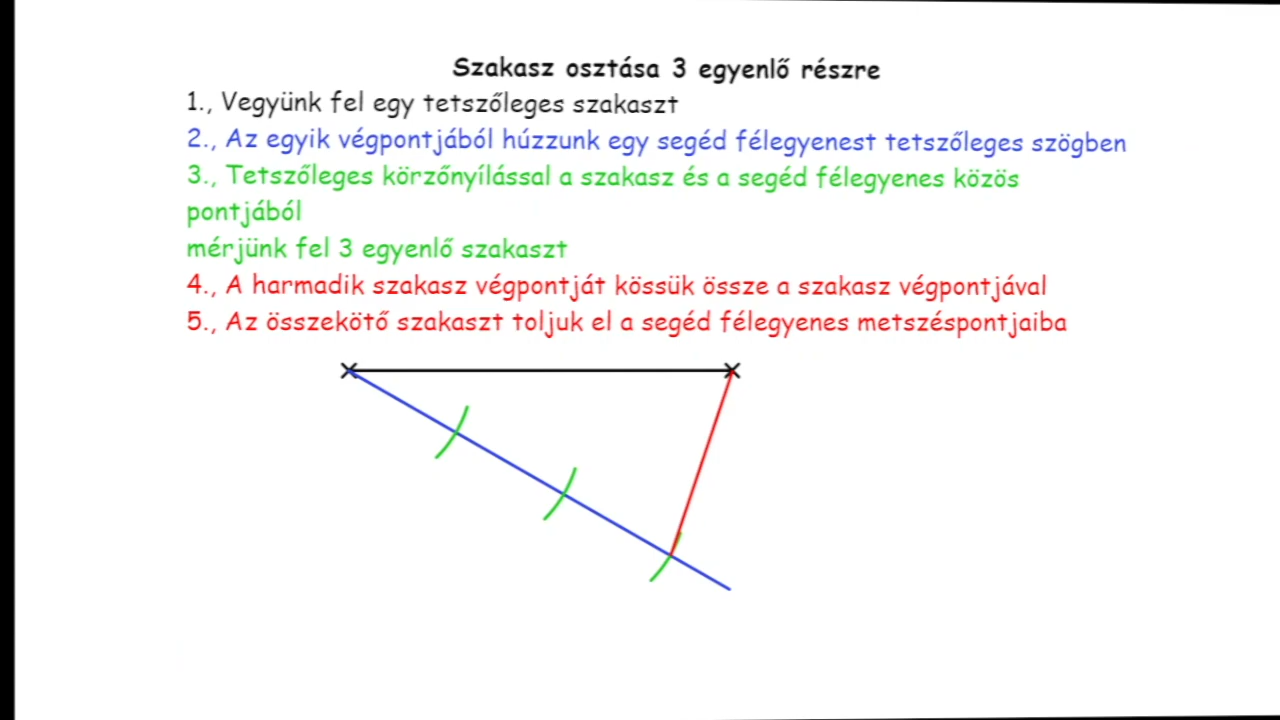 Szakasz osztása 3 egyenlő részre
1., Vegyünk fel egy tetszőleges szakaszt
2., Az egyik végpontjából húzzunk egy segéd félegyenest tetszőleges szögben
3., Tetszőleges körzőnyílással a szakasz és a segéd félegyenes közös
pontjából
mérjünk fel 3 egyenlő szakaszt
4., A harmadik szakasz végpontját kössük össze a szakasz végpontjával
5., Az összekötő szakaszt toljuk el a segéd félegyenes metszéspontjaiba